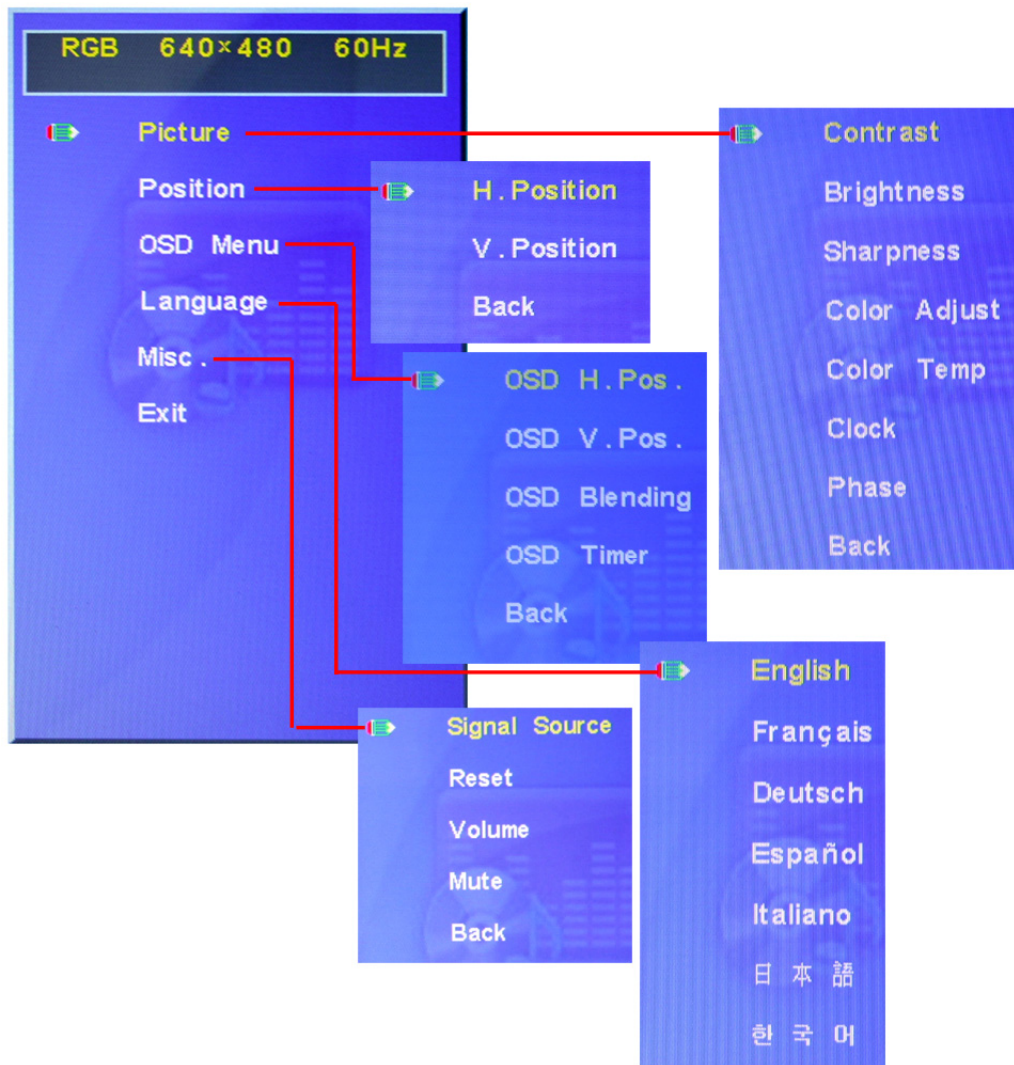 RGB 640×480 60Hz
Picture
Position
OSD Menu
Language
Misc.
Exit
H.Position
V.Position
Back
OSD H.Pos.
OSD V.Pos.
OSD Blending
OSD Timer
Back
Contrast
Brightness
Sharpness
Color Adjust
Color Temp
Clock
Phase
Back
Signal Source
Reset
Volume
Mute
Back
English
Français
Deutsch
Español
Italiano
日本語
한국어